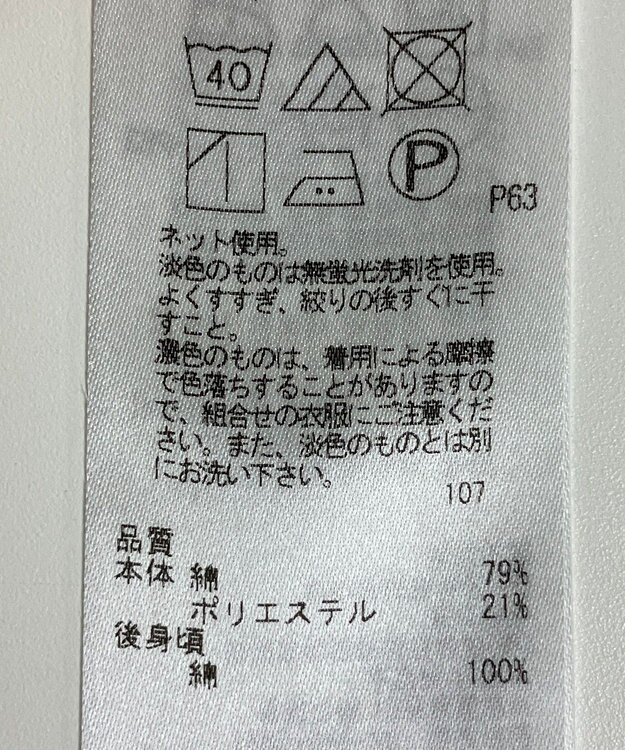 40
P
P63
ネット使用。
淡色のものは無蛍光洗剤を使用。
よくすすぎ、絞りの後すぐに干
すこと。
濃色のものは、着用による摩擦
で色落ちすることがありますの
で、組合せの衣服にご注意くだ
さい。また、淡色のものとは別
にお洗い下さい。
107
品質
本体 綿 79%
ポリエステル 21%
後身頃
綿 100%